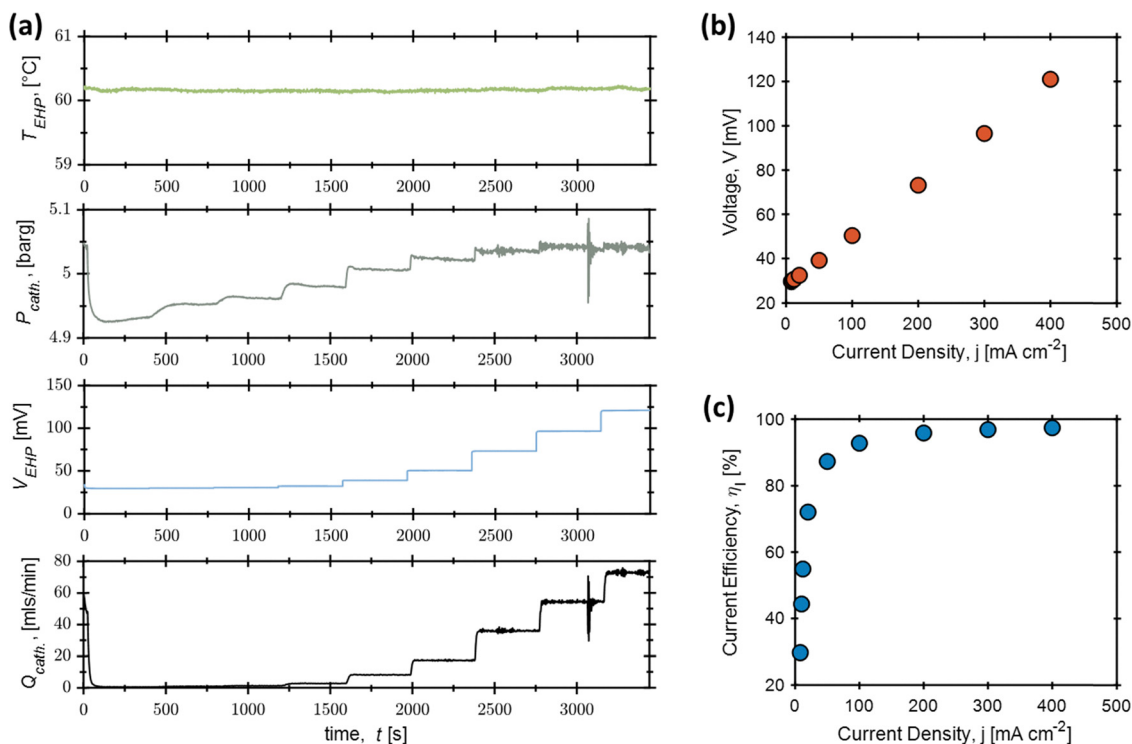 (a)
61
60
59
T_EHP, [°C]
0 500 1000 1500 2000 2500 3000
5.1
5
4.9
P_cath., [barg]
0 500 1000 1500 2000 2500 3000
150
100
50
0
V_EHP [mV]
0 500 1000 1500 2000 2500 3000
80
60
40
20
0
Q_cath., [mls/min]
0 500 1000 1500 2000 2500 3000
time, t [s]
(b)
140
120
100
80
60
40
20
Voltage, V [mV]
0 100 200 300 400 500
Current Density, j [mA cm⁻²]
(c)
100
80
60
40
20
Current Efficiency, η_I [%]
0 100 200 300 400 500
Current Density, j [mA cm⁻²]